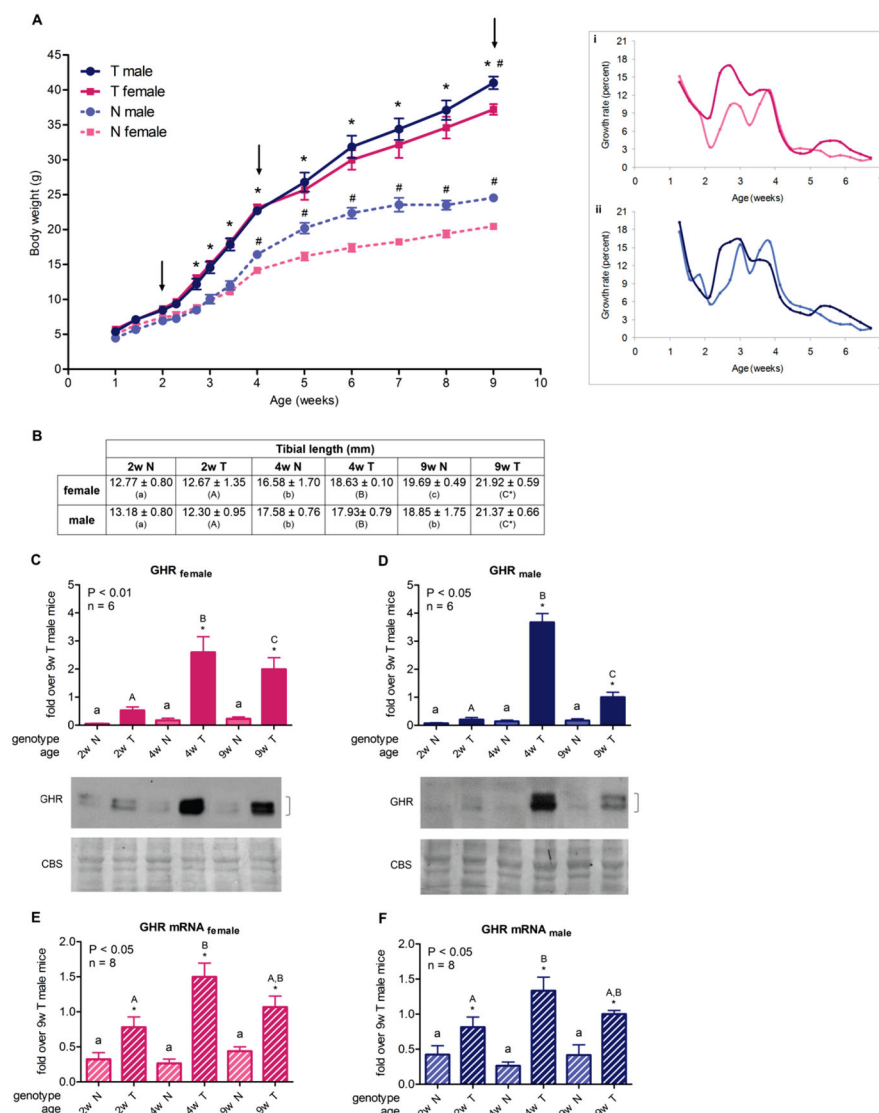 A
45
40
35
30
25
20
15
10
5
0
Body weight (g)
T male
T female
N male
N female
* * * * * * * * * * #
# # # # # #
0 1 2 3 4 5 6 7 8 9 10
Age (weeks)
i
21
18
15
12
9
6
3
0
Growth rate (percent)
0 1 2 3 4 5 6 7
Age (weeks)
ii
21
18
15
12
9
6
3
0
Growth rate (percent)
0 1 2 3 4 5 6 7
Age (weeks)
B
Tibial length (mm)
2w N 2w T 4w N 4w T 9w N 9w T
female 12.77 ± 0.80 12.67 ± 1.35 16.58 ± 1.70 18.63 ± 0.10 19.69 ± 0.49 21.92 ± 0.59
(a) (A) (b) (B) (c) (C*)
male 13.18 ± 0.80 12.30 ± 0.95 17.58 ± 0.76 17.93± 0.79 18.85 ± 1.75 21.37 ± 0.66
(a) (A) (b) (B) (b) (C*)
C
GHR female
P < 0.01
n = 6
fold over 9w T male mice
5
4
3
2
1
0
a A a B * a C *
genotype
age
2w N 2w T 4w N 4w T 9w N 9w T
GHR
CBS
D
GHR male
P < 0.05
n = 6
fold over 9w T male mice
5
4
3
2
1
0
a A a B * a C *
genotype
age
2w N 2w T 4w N 4w T 9w N 9w T
GHR
CBS
E
GHR mRNA female
P < 0.05
n = 8
fold over 9w T male mice
2.0
1.5
1.0
0.5
0.0
a A * a B * a A,B *
genotype
age
2w N 2w T 4w N 4w T 9w N 9w T
F
GHR mRNA male
P < 0.05
n = 8
fold over 9w T male mice
2.0
1.5
1.0
0.5
0.0
a A * a B * a A,B *
genotype
age
2w N 2w T 4w N 4w T 9w N 9w T